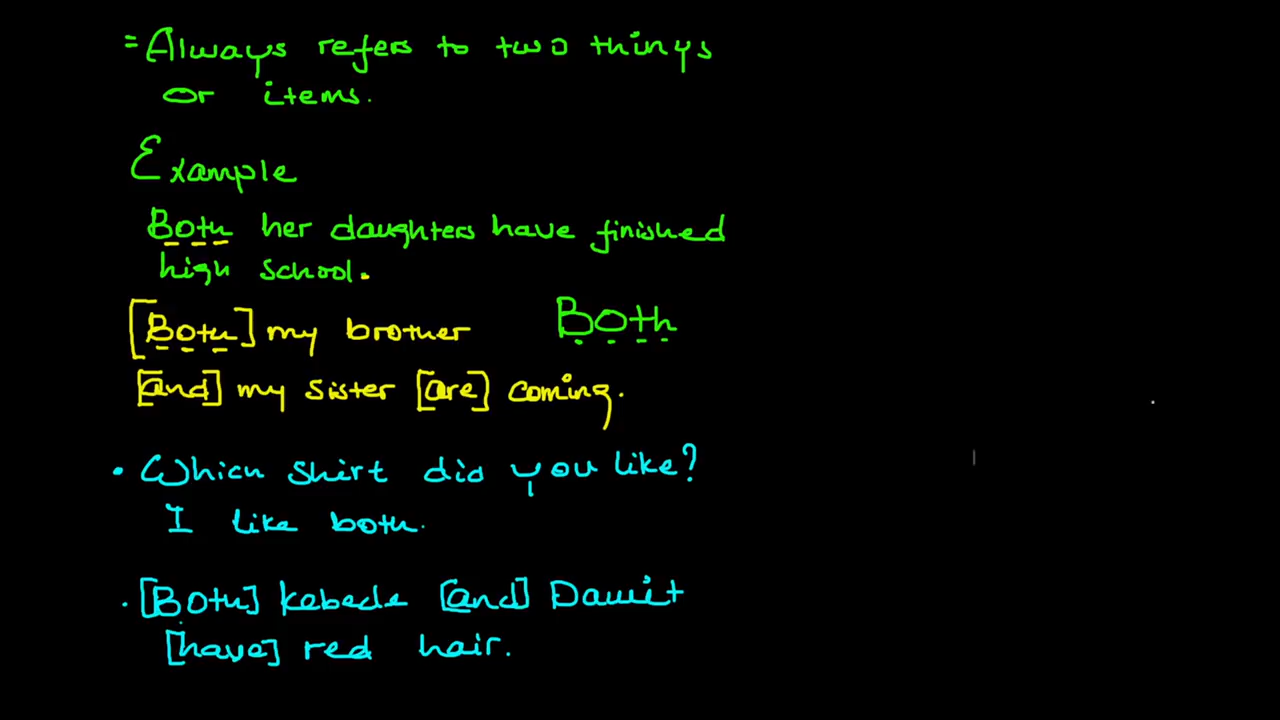 = Always refers to two things
or items.
Example
Both her daughters have finished
high school.
[Both] my brother
Both
[and] my sister [are] coming.
• Which shirt did you like?
I like both.
• [Both] kebede [and] Dawit
[have] red hair.